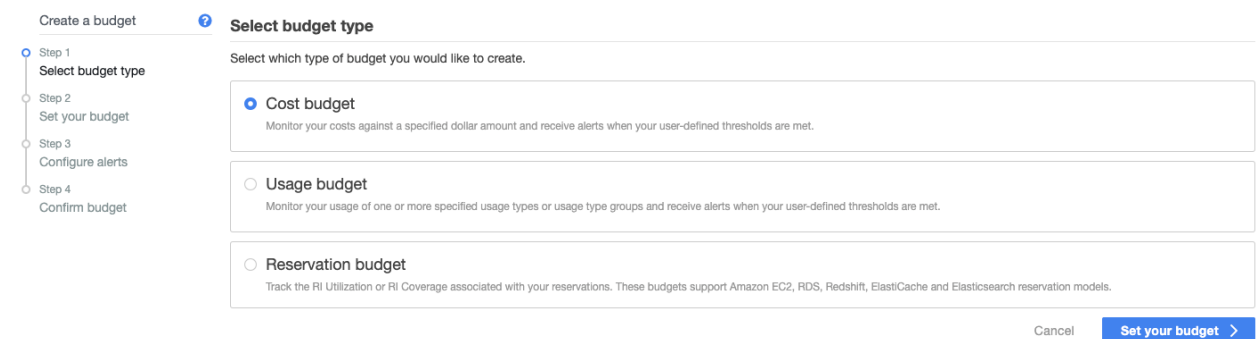 Create a budget
?
Step 1
Select budget type
Step 2
Set your budget
Step 3
Configure alerts
Step 4
Confirm budget
Select budget type
Select which type of budget you would like to create.
Cost budget
Monitor your costs against a specified dollar amount and receive alerts when your user-defined thresholds are met.
Usage budget
Monitor your usage of one or more specified usage types or usage type groups and receive alerts when your user-defined thresholds are met.
Reservation budget
Track the RI Utilization or RI Coverage associated with your reservations. These budgets support Amazon EC2, RDS, Redshift, ElastiCache and Elasticsearch reservation models.
Cancel
Set your budget